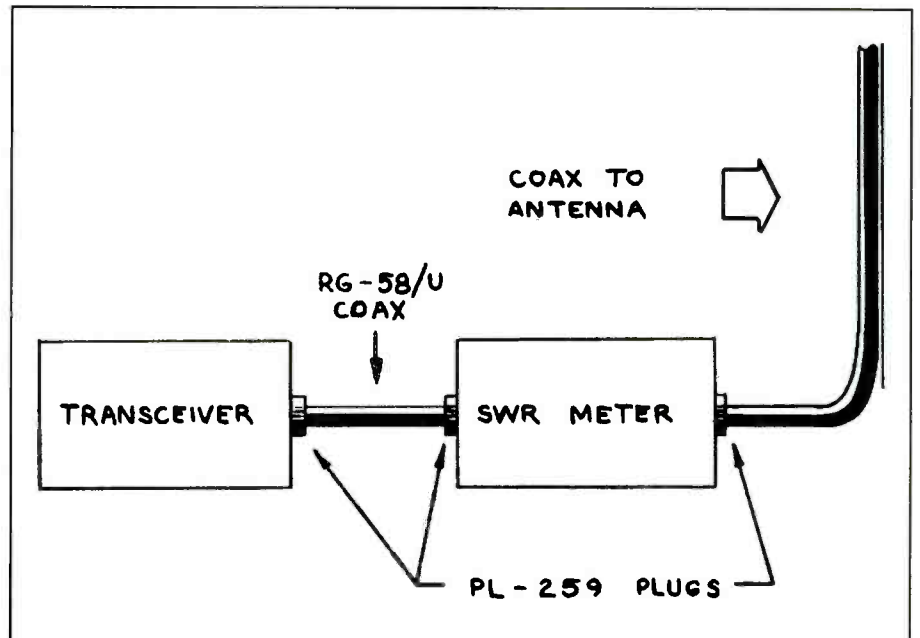 COAX TO
ANTENNA
RG-58/U
COAX
TRANSCEIVER
SWR METER
PL-259 PLUGS